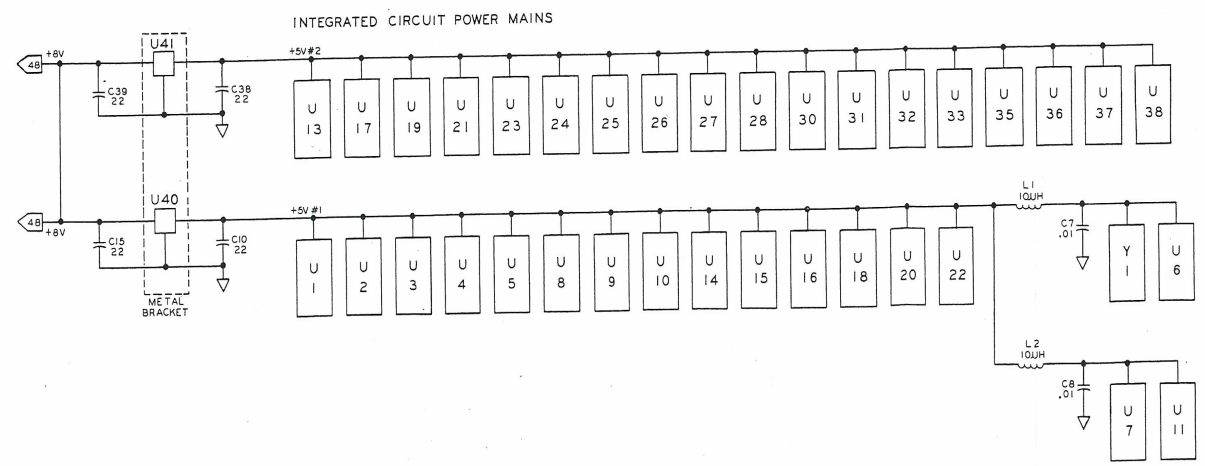 INTEGRATED CIRCUIT POWER MAINS
48 +8V
U41
C39 22
C38 22
+5V#2
U 13
U 17
U 19
U 21
U 23
U 24
U 25
U 26
U 27
U 28
U 30
U 31
U 32
U 33
U 35
U 36
U 37
U 38
48 +8V
U40
C15 22
C10 22
+5V#1
U 1
U 2
U 3
U 4
U 5
U 8
U 9
U 10
U 14
U 15
U 16
U 18
U 20
U 22
L1
10UH
C7
.01
Y 1
U 6
METAL
BRACKET
L2
10UH
C8
.01
U 7
U 11